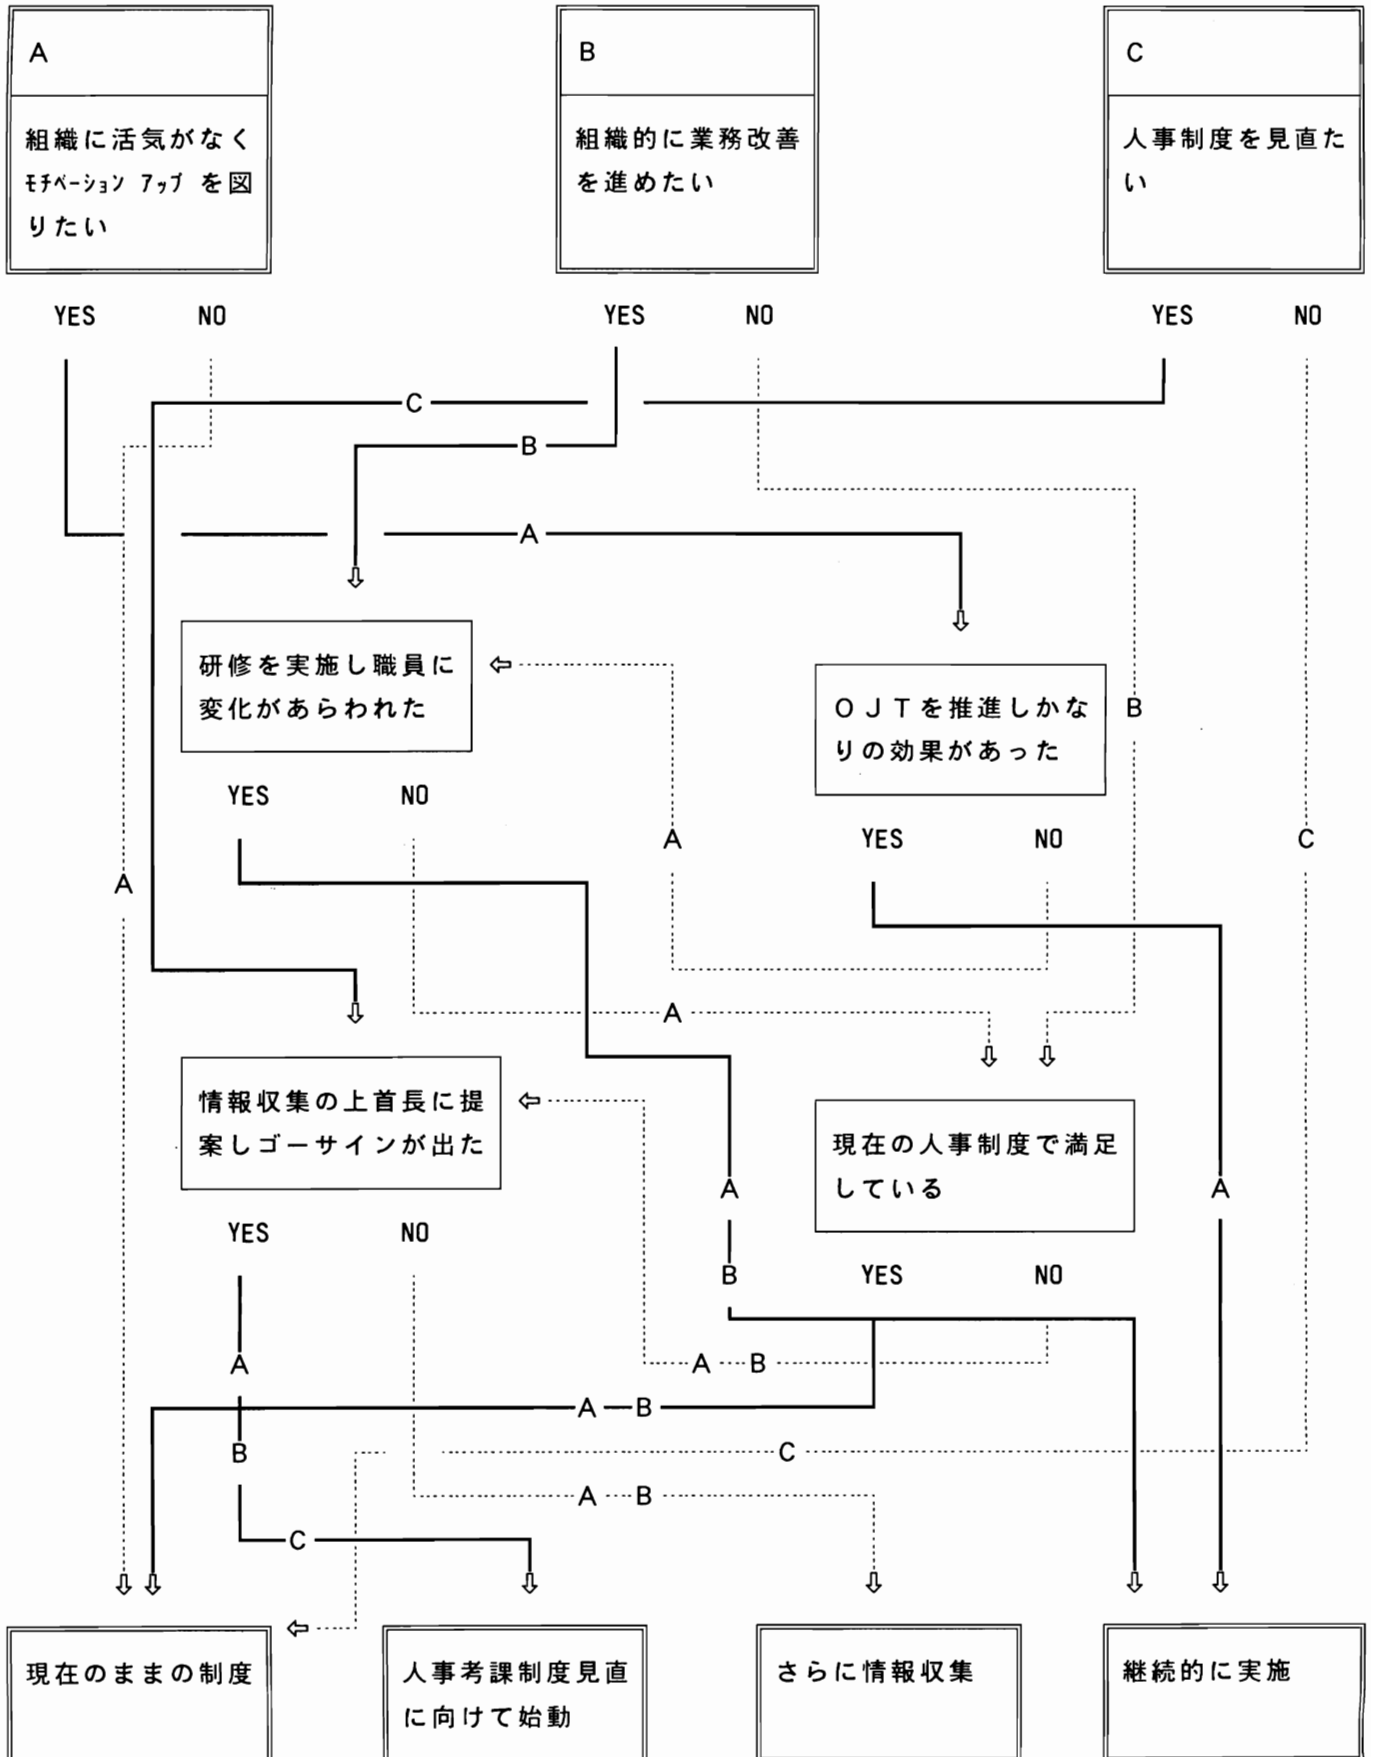 A
組織に活気がなく
ﾓﾁﾍﾞｰｼｮﾝ ｱｯﾌﾟ を図
りたい
B
組織的に業務改善
を進めたい
C
人事制度を見直た
い
YES NO
YES NO
YES NO
C
B
A
研修を実施し職員に
変化があらわれた
YES NO
OJTを推進しかな
りの効果があった
YES NO
B
A
C
A
A
情報収集の上首長に提
案しゴーサインが出た
YES NO
現在の人事制度で満足
している
YES NO
A
B
A
A B
A
A B
B
C
A B
C
現在のままの制度
人事考課制度見直
に向けて始動
さらに情報収集
継続的に実施